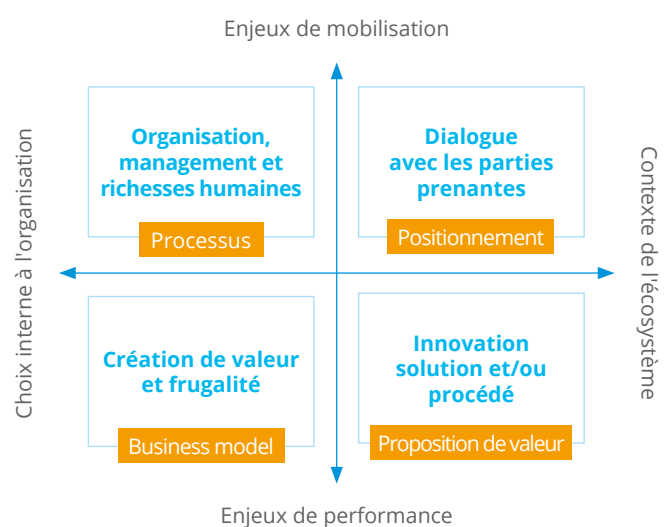 Enjeux de mobilisation
Choix interne à l'organisation
Organisation,
management et
richesses humaines
Processus
Dialogue
avec les parties
prenantes
Positionnement
Contexte de l'écosystème
Création de valeur
et frugalité
Business model
Innovation
solution et/ou
procédé
Proposition de valeur
Enjeux de performance